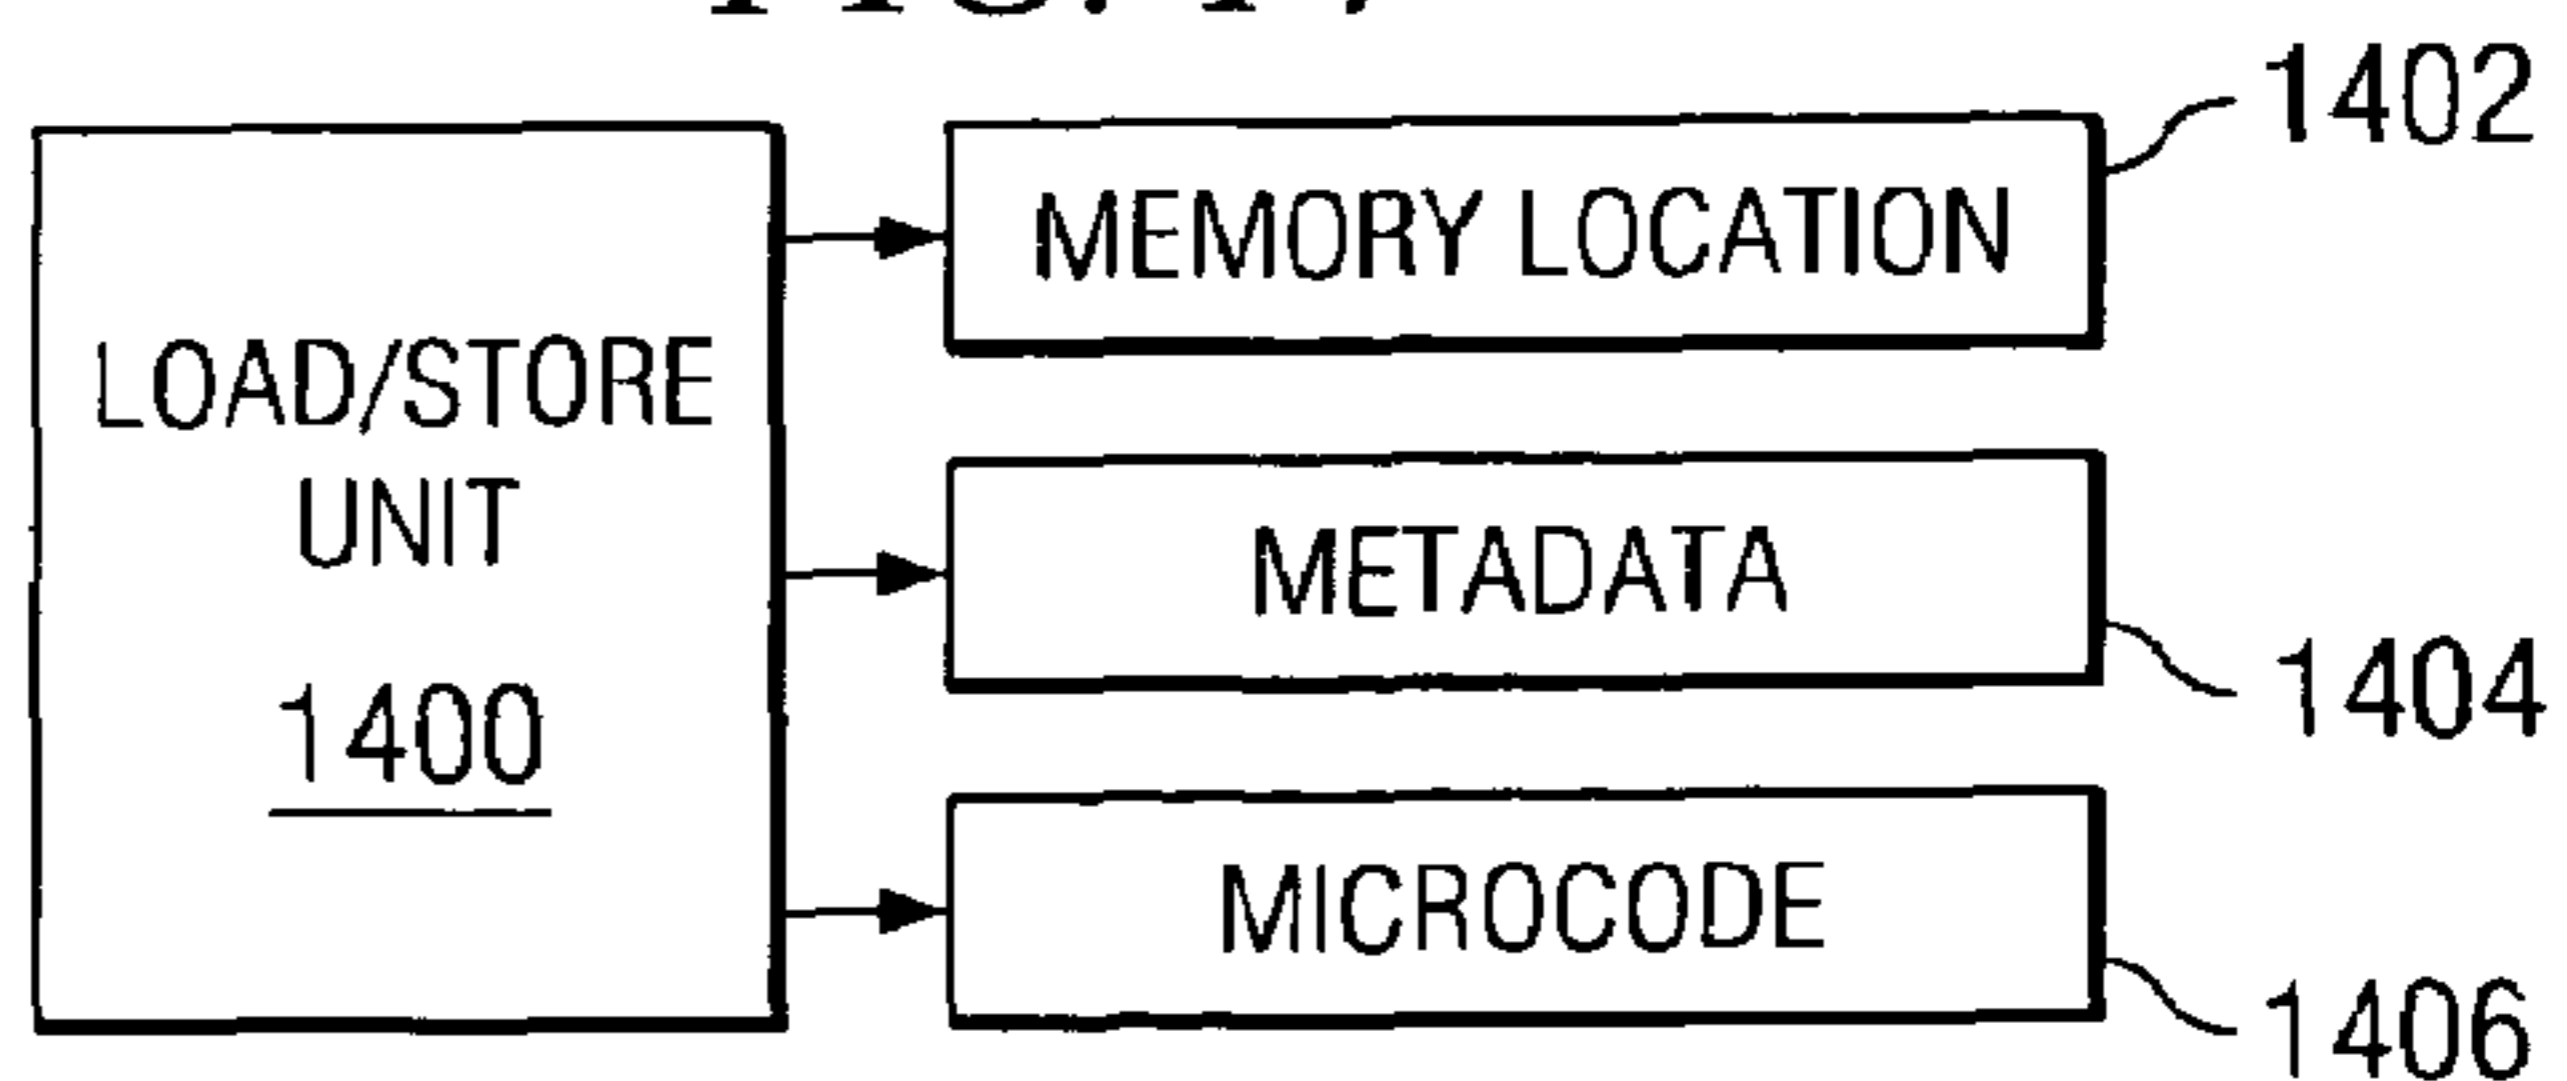 1402
MEMORY LOCATION
LOAD/STORE
UNIT
1400
METADATA
1404
MICROCODE
1406